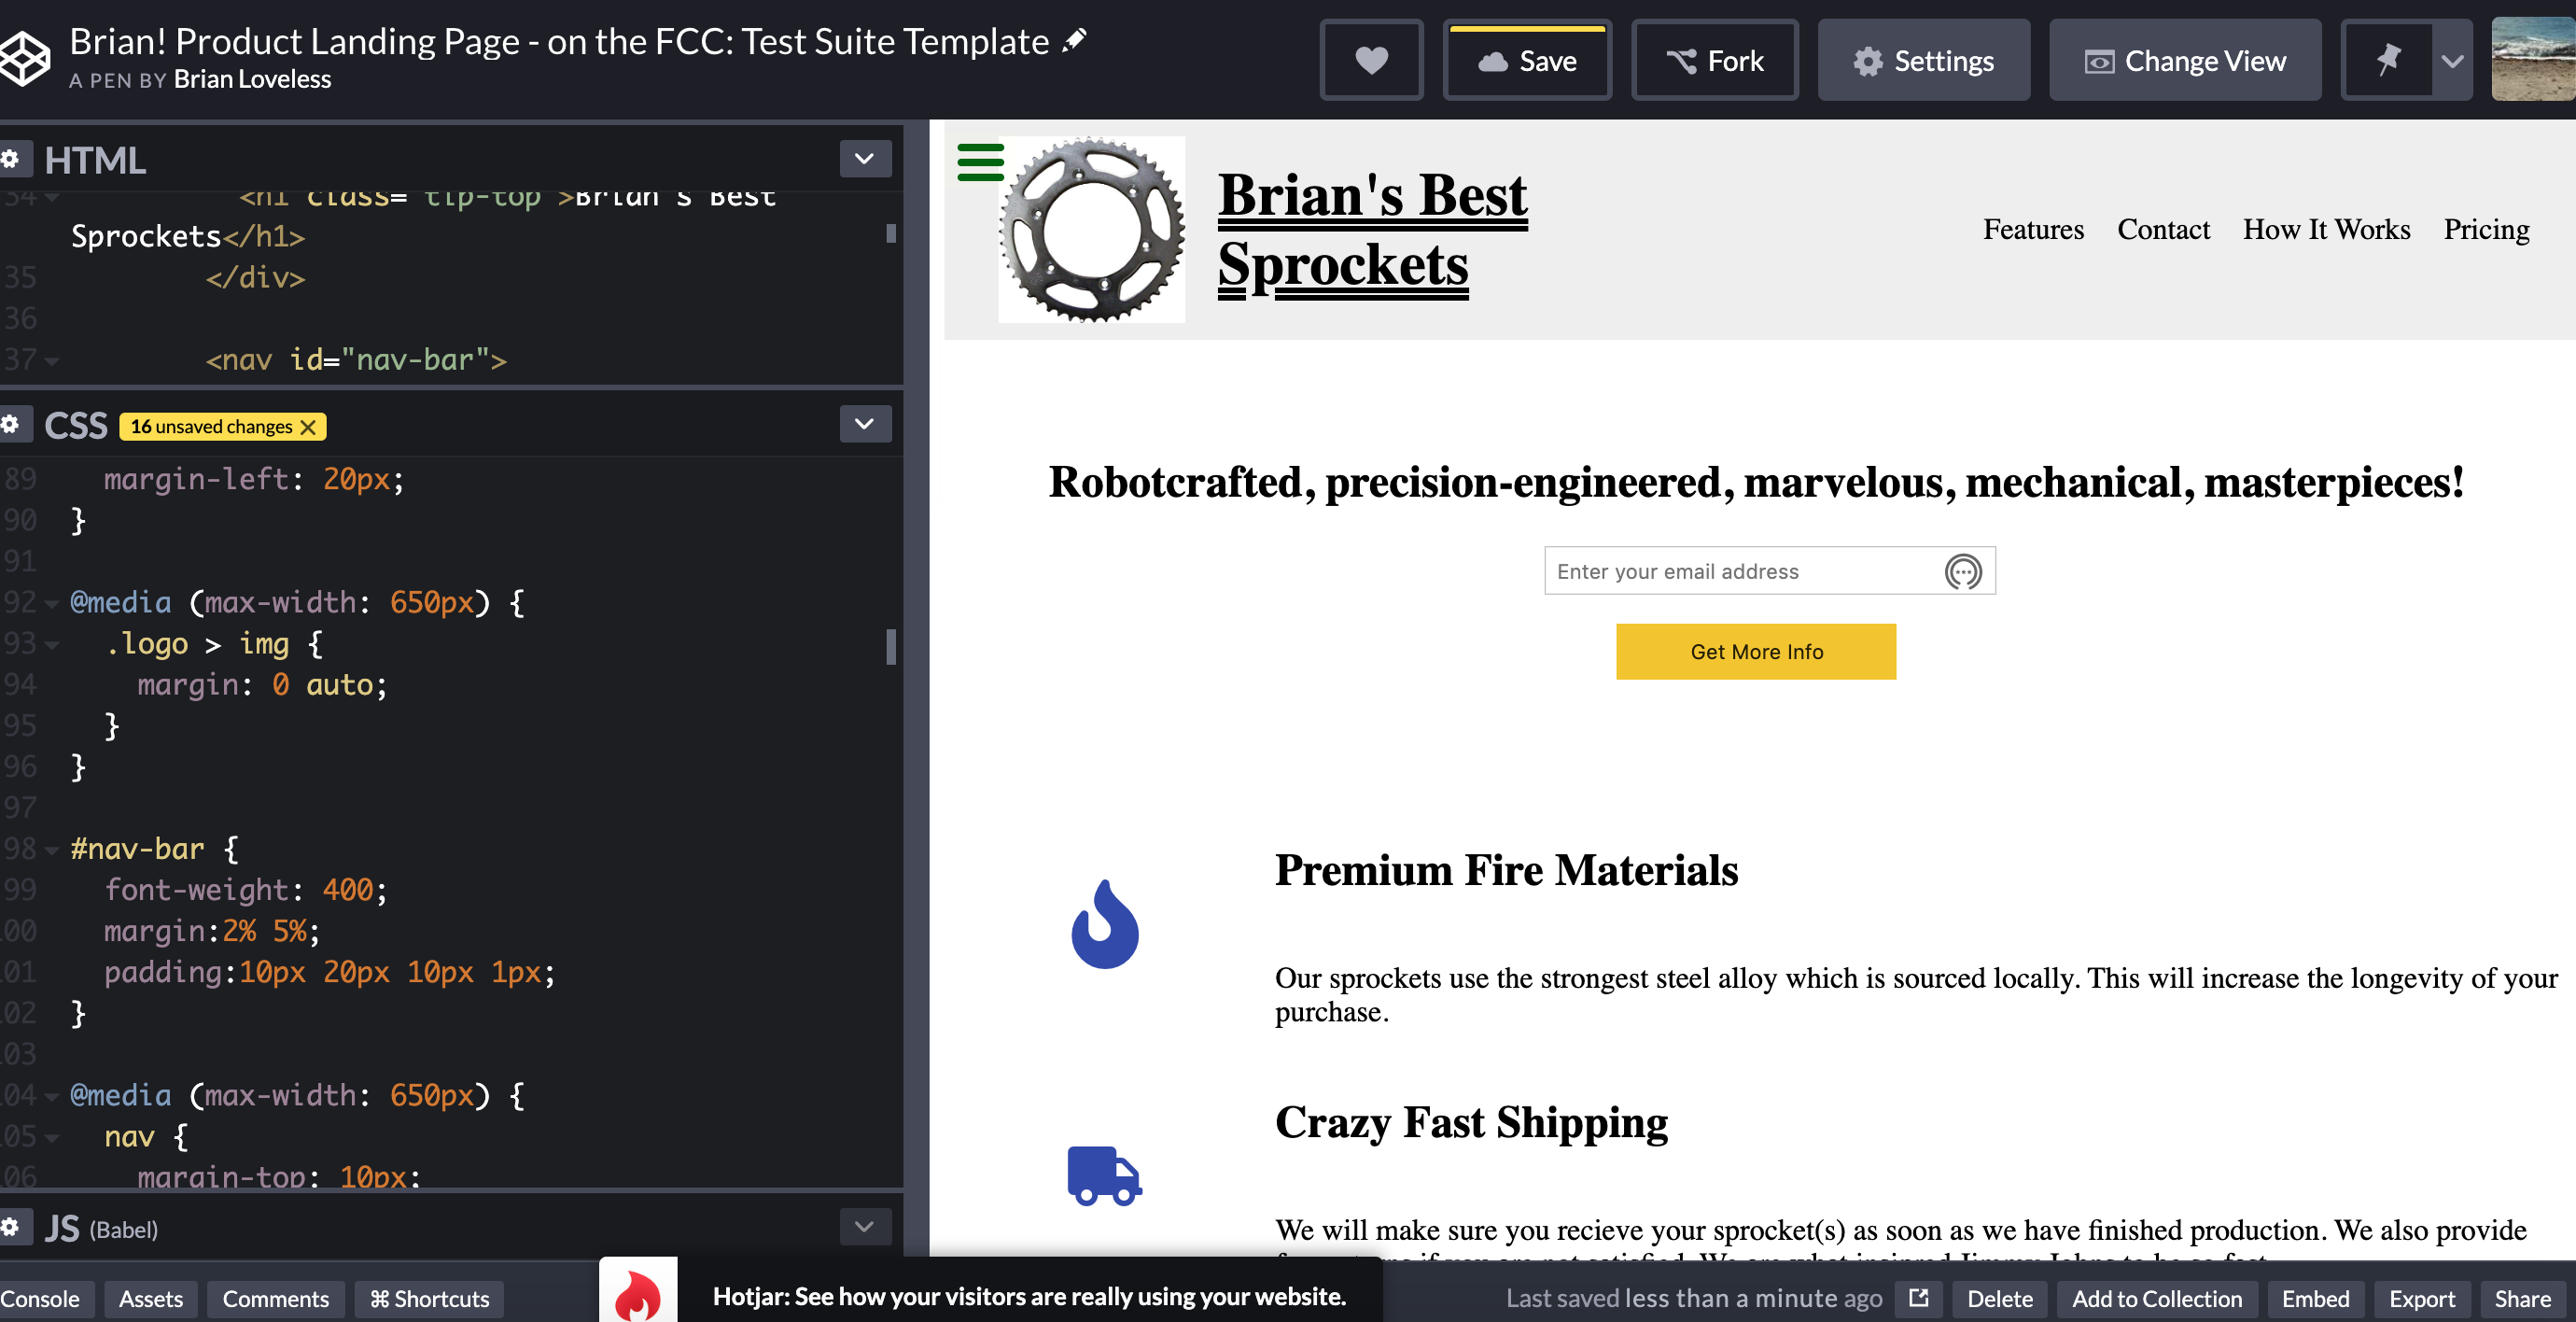 Brian! Product Landing Page - on the FCC: Test Suite Template
A PEN BY Brian Loveless
Save
Fork
Settings
Change View
HTML
34 <h1 class="tlp-top">Brian's Best
Sprockets</h1>
35 </div>
36
37 <nav id="nav-bar">
CSS 16 unsaved changes
89 margin-left: 20px;
90 }
91
92 @media (max-width: 650px) {
93 .logo > img {
94 margin: 0 auto;
95 }
96 }
97
98 #nav-bar {
99 font-weight: 400;
00 margin:2% 5%;
01 padding:10px 20px 10px 1px;
02 }
03
04 @media (max-width: 650px) {
05 nav {
06 margin-top: 10px;
JS (Babel)
Brian's Best
Sprockets
Features Contact How It Works Pricing
Robotcrafted, precision-engineered, marvelous, mechanical, masterpieces!
Enter your email address
Get More Info
Premium Fire Materials
Our sprockets use the strongest steel alloy which is sourced locally. This will increase the longevity of your
purchase.
Crazy Fast Shipping
We will make sure you recieve your sprocket(s) as soon as we have finished production. We also provide
if you are not satisfied. We are what
Console Assets Comments ⌘ Shortcuts
Hotjar: See how your visitors are really using your website.
Last saved less than a minute ago
Delete Add to Collection Embed Export Share